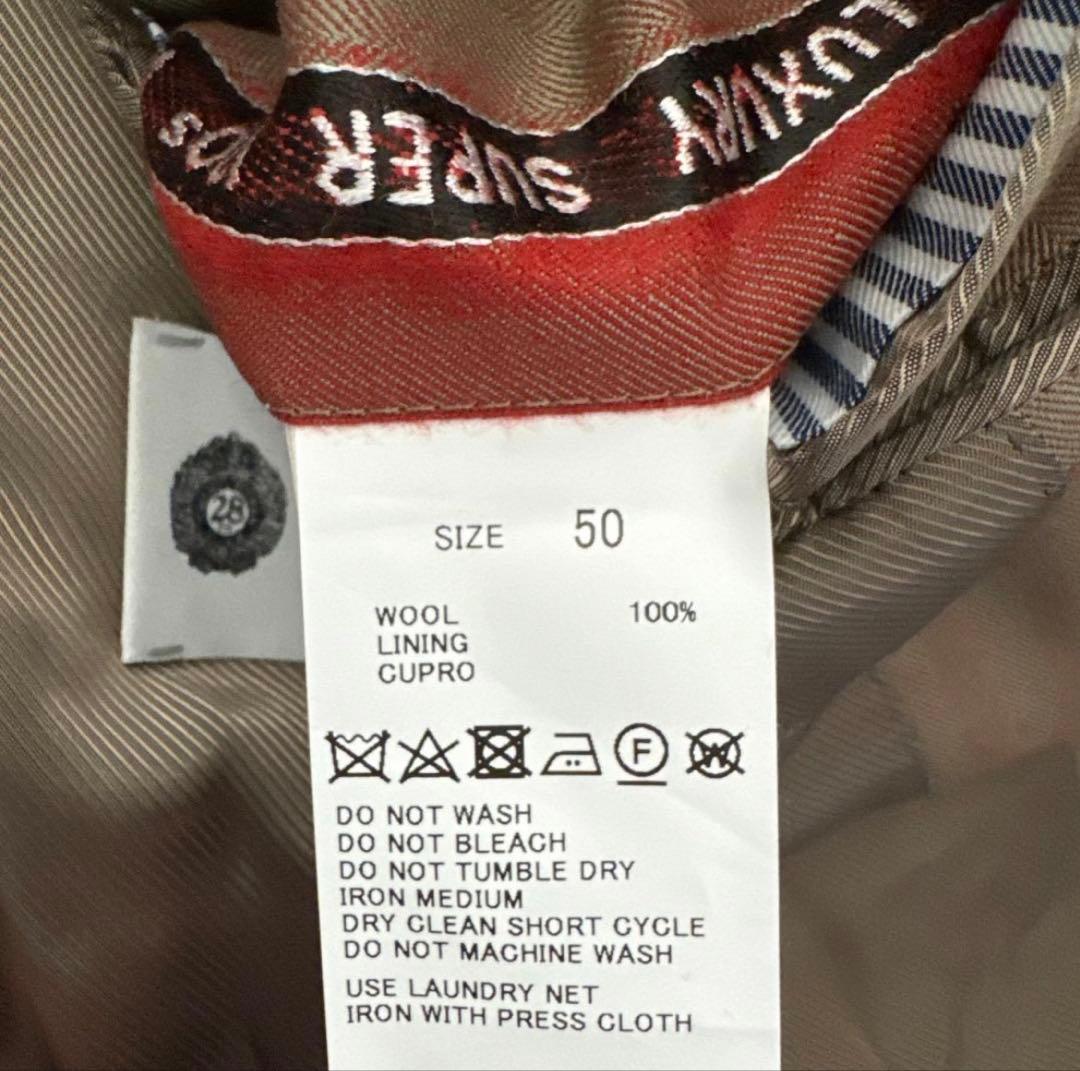 LUXURY SUPER
28
SIZE 50
WOOL 100%
LINING
CUPRO
F
W
DO NOT WASH
DO NOT BLEACH
DO NOT TUMBLE DRY
IRON MEDIUM
DRY CLEAN SHORT CYCLE
DO NOT MACHINE WASH
USE LAUNDRY NET
IRON WITH PRESS CLOTH